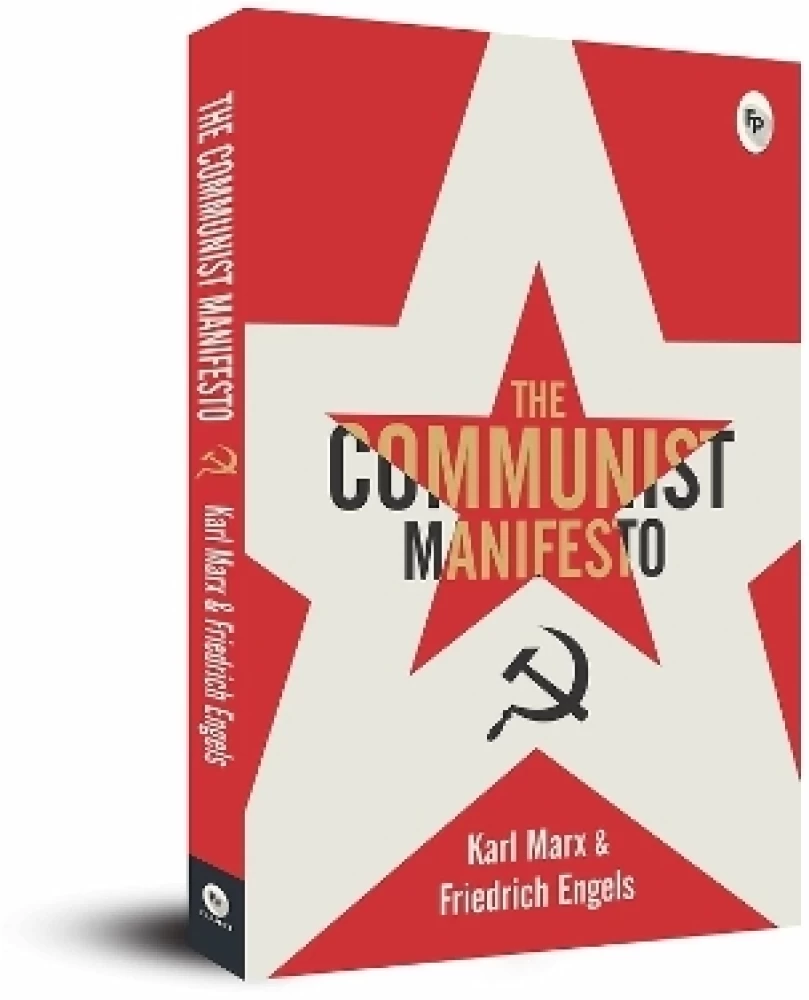 THE COMMUNIST MANIFESTO
Karl Marx & Friedrich Engels
FP
THE
COMMUNIST
MANIFESTO
Karl Marx &
Friedrich Engels